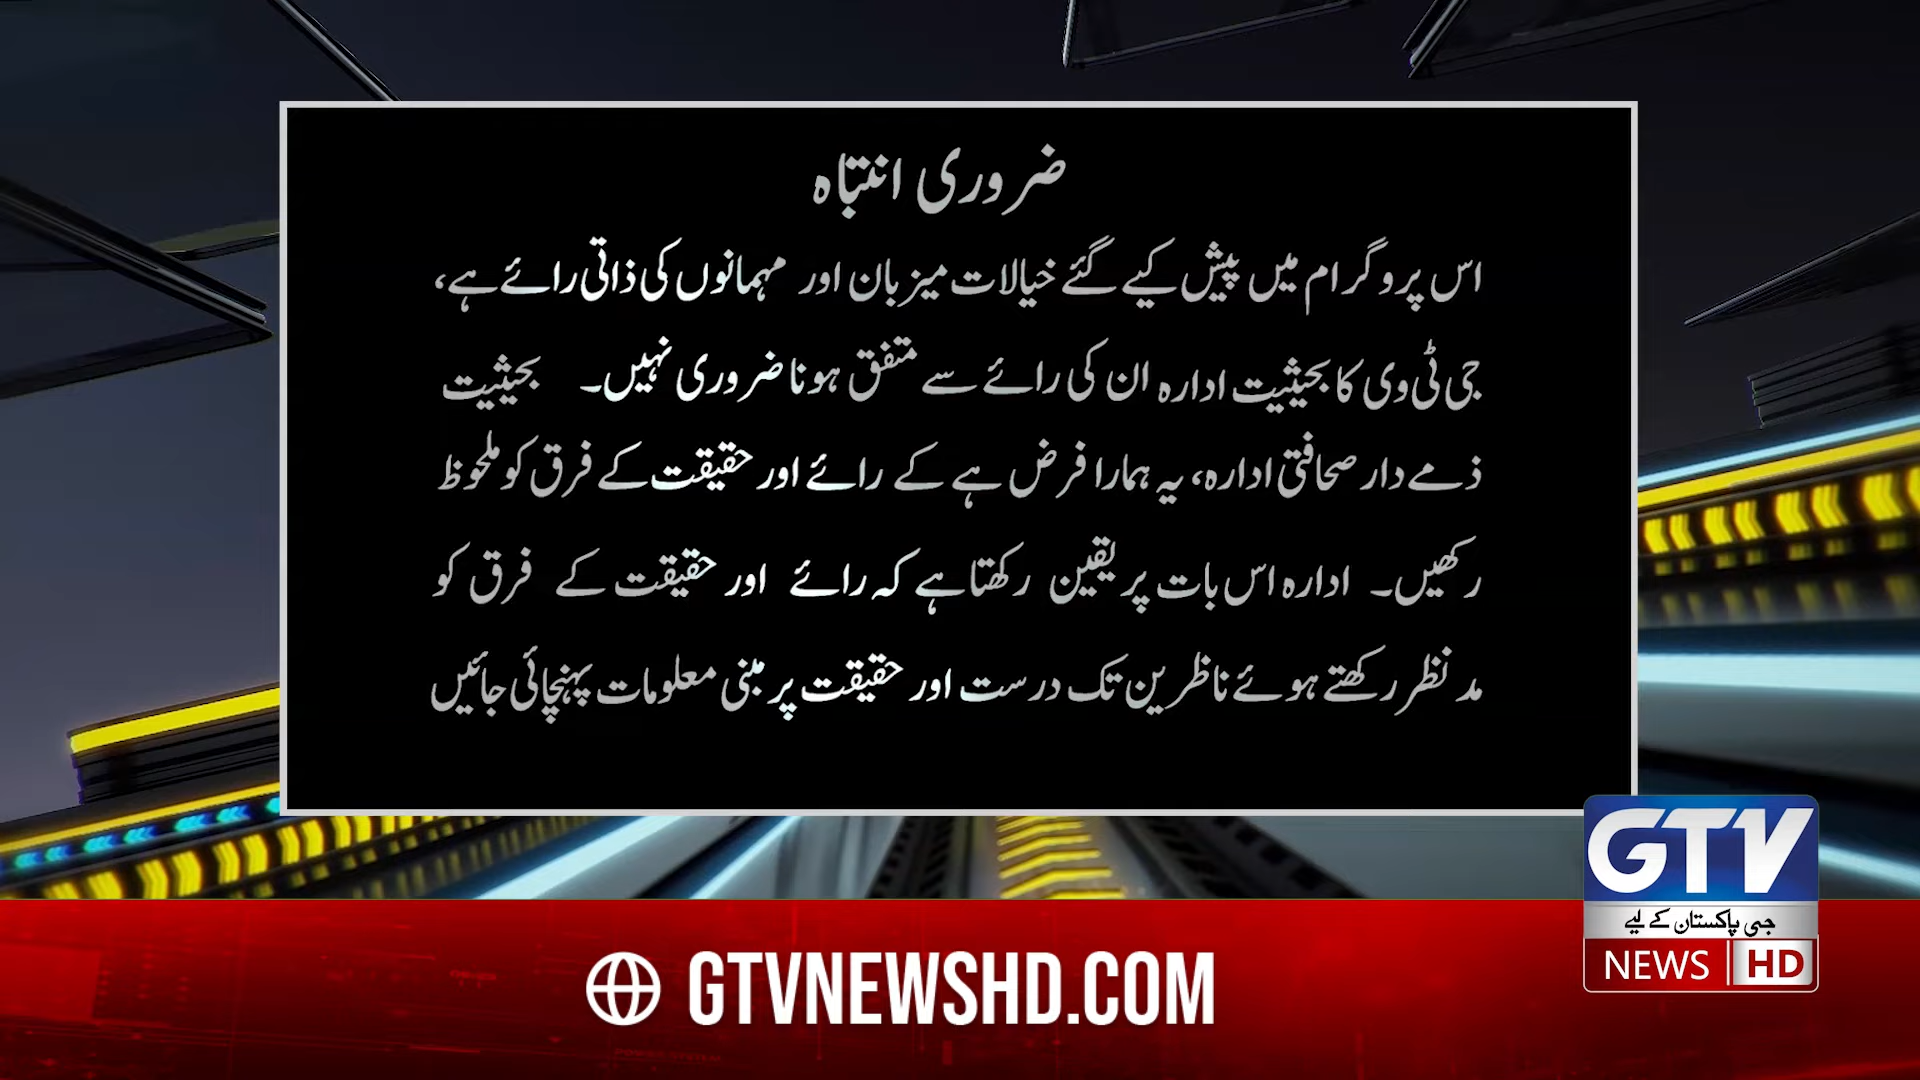 ضروری انتباہ
اس پروگرام میں پیش کیے گئے خیالات میزبان اور مہمانوں کی ذاتی رائے ہے،
جی ٹی وی کا بحیثیت ادارہ ان کی رائے سے متفق ہونا ضروری نہیں۔ بحیثیت
ذمے دار صحافتی ادارہ، یہ ہمارا فرض ہے کے رائے اور حقیقت کے فرق کو ملحوظ
رکھیں۔ ادارہ اس بات پر یقین رکھتا ہے کہ رائے اور حقیقت کے فرق کو
مد نظر رکھتے ہوئے ناظرین تک درست اور حقیقت پر مبنی معلومات پہنچائی جائیں
GTV
جی پاکستان کے لیے
NEWS HD
GTVNEWSHD.COM